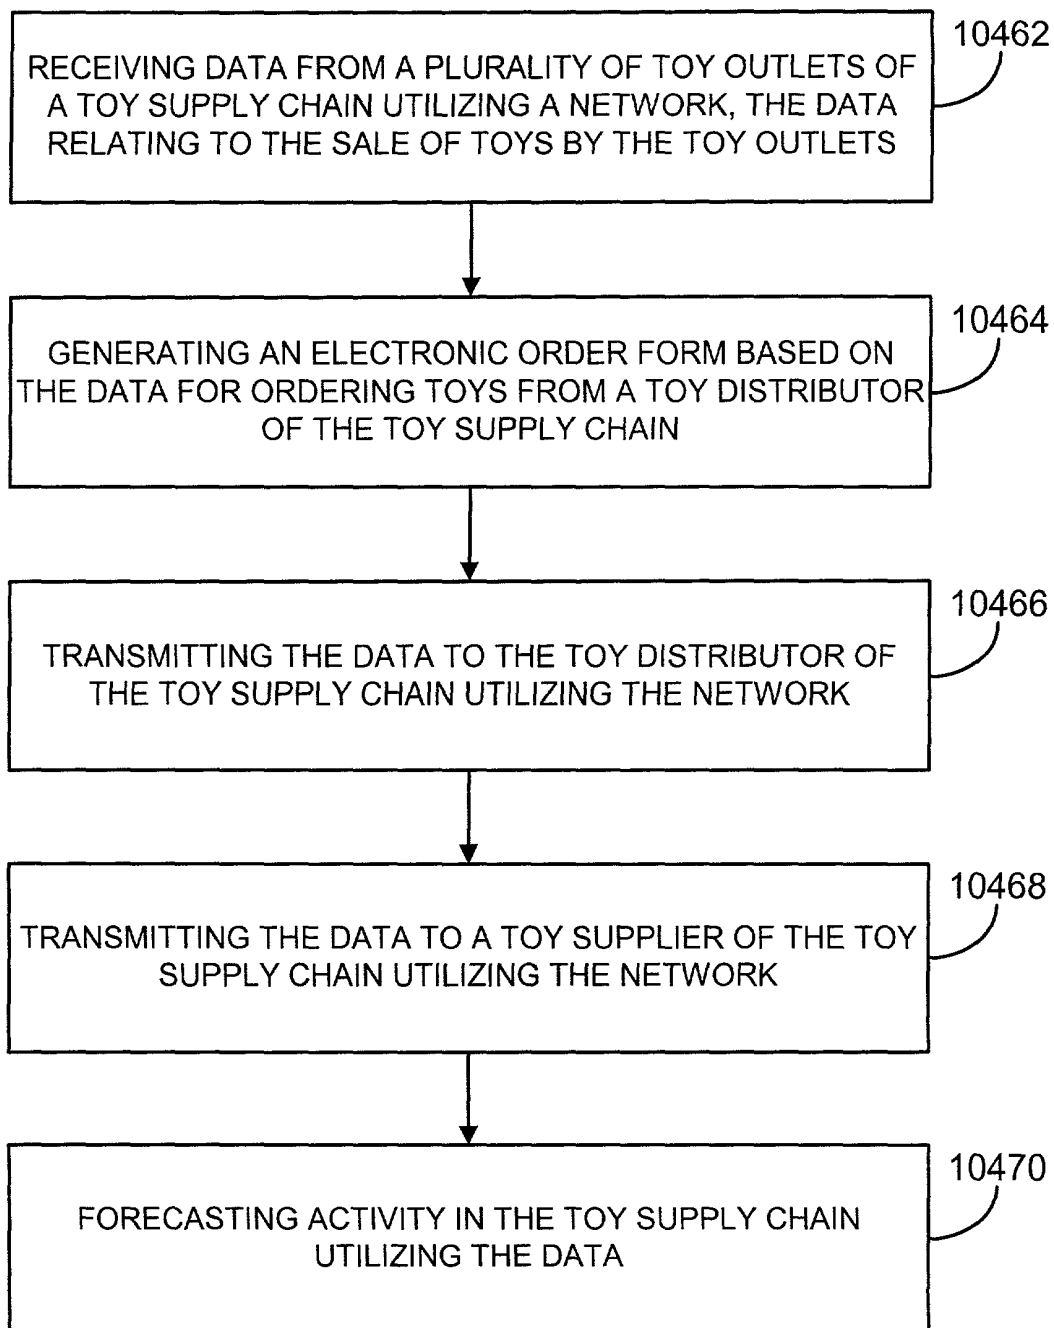 10462
RECEIVING DATA FROM A PLURALITY OF TOY OUTLETS OF
A TOY SUPPLY CHAIN UTILIZING A NETWORK, THE DATA
RELATING TO THE SALE OF TOYS BY THE TOY OUTLETS
10464
GENERATING AN ELECTRONIC ORDER FORM BASED ON
THE DATA FOR ORDERING TOYS FROM A TOY DISTRIBUTOR
OF THE TOY SUPPLY CHAIN
10466
TRANSMITTING THE DATA TO THE TOY DISTRIBUTOR OF
THE TOY SUPPLY CHAIN UTILIZING THE NETWORK
10468
TRANSMITTING THE DATA TO A TOY SUPPLIER OF THE TOY
SUPPLY CHAIN UTILIZING THE NETWORK
10470
FORECASTING ACTIVITY IN THE TOY SUPPLY CHAIN
UTILIZING THE DATA